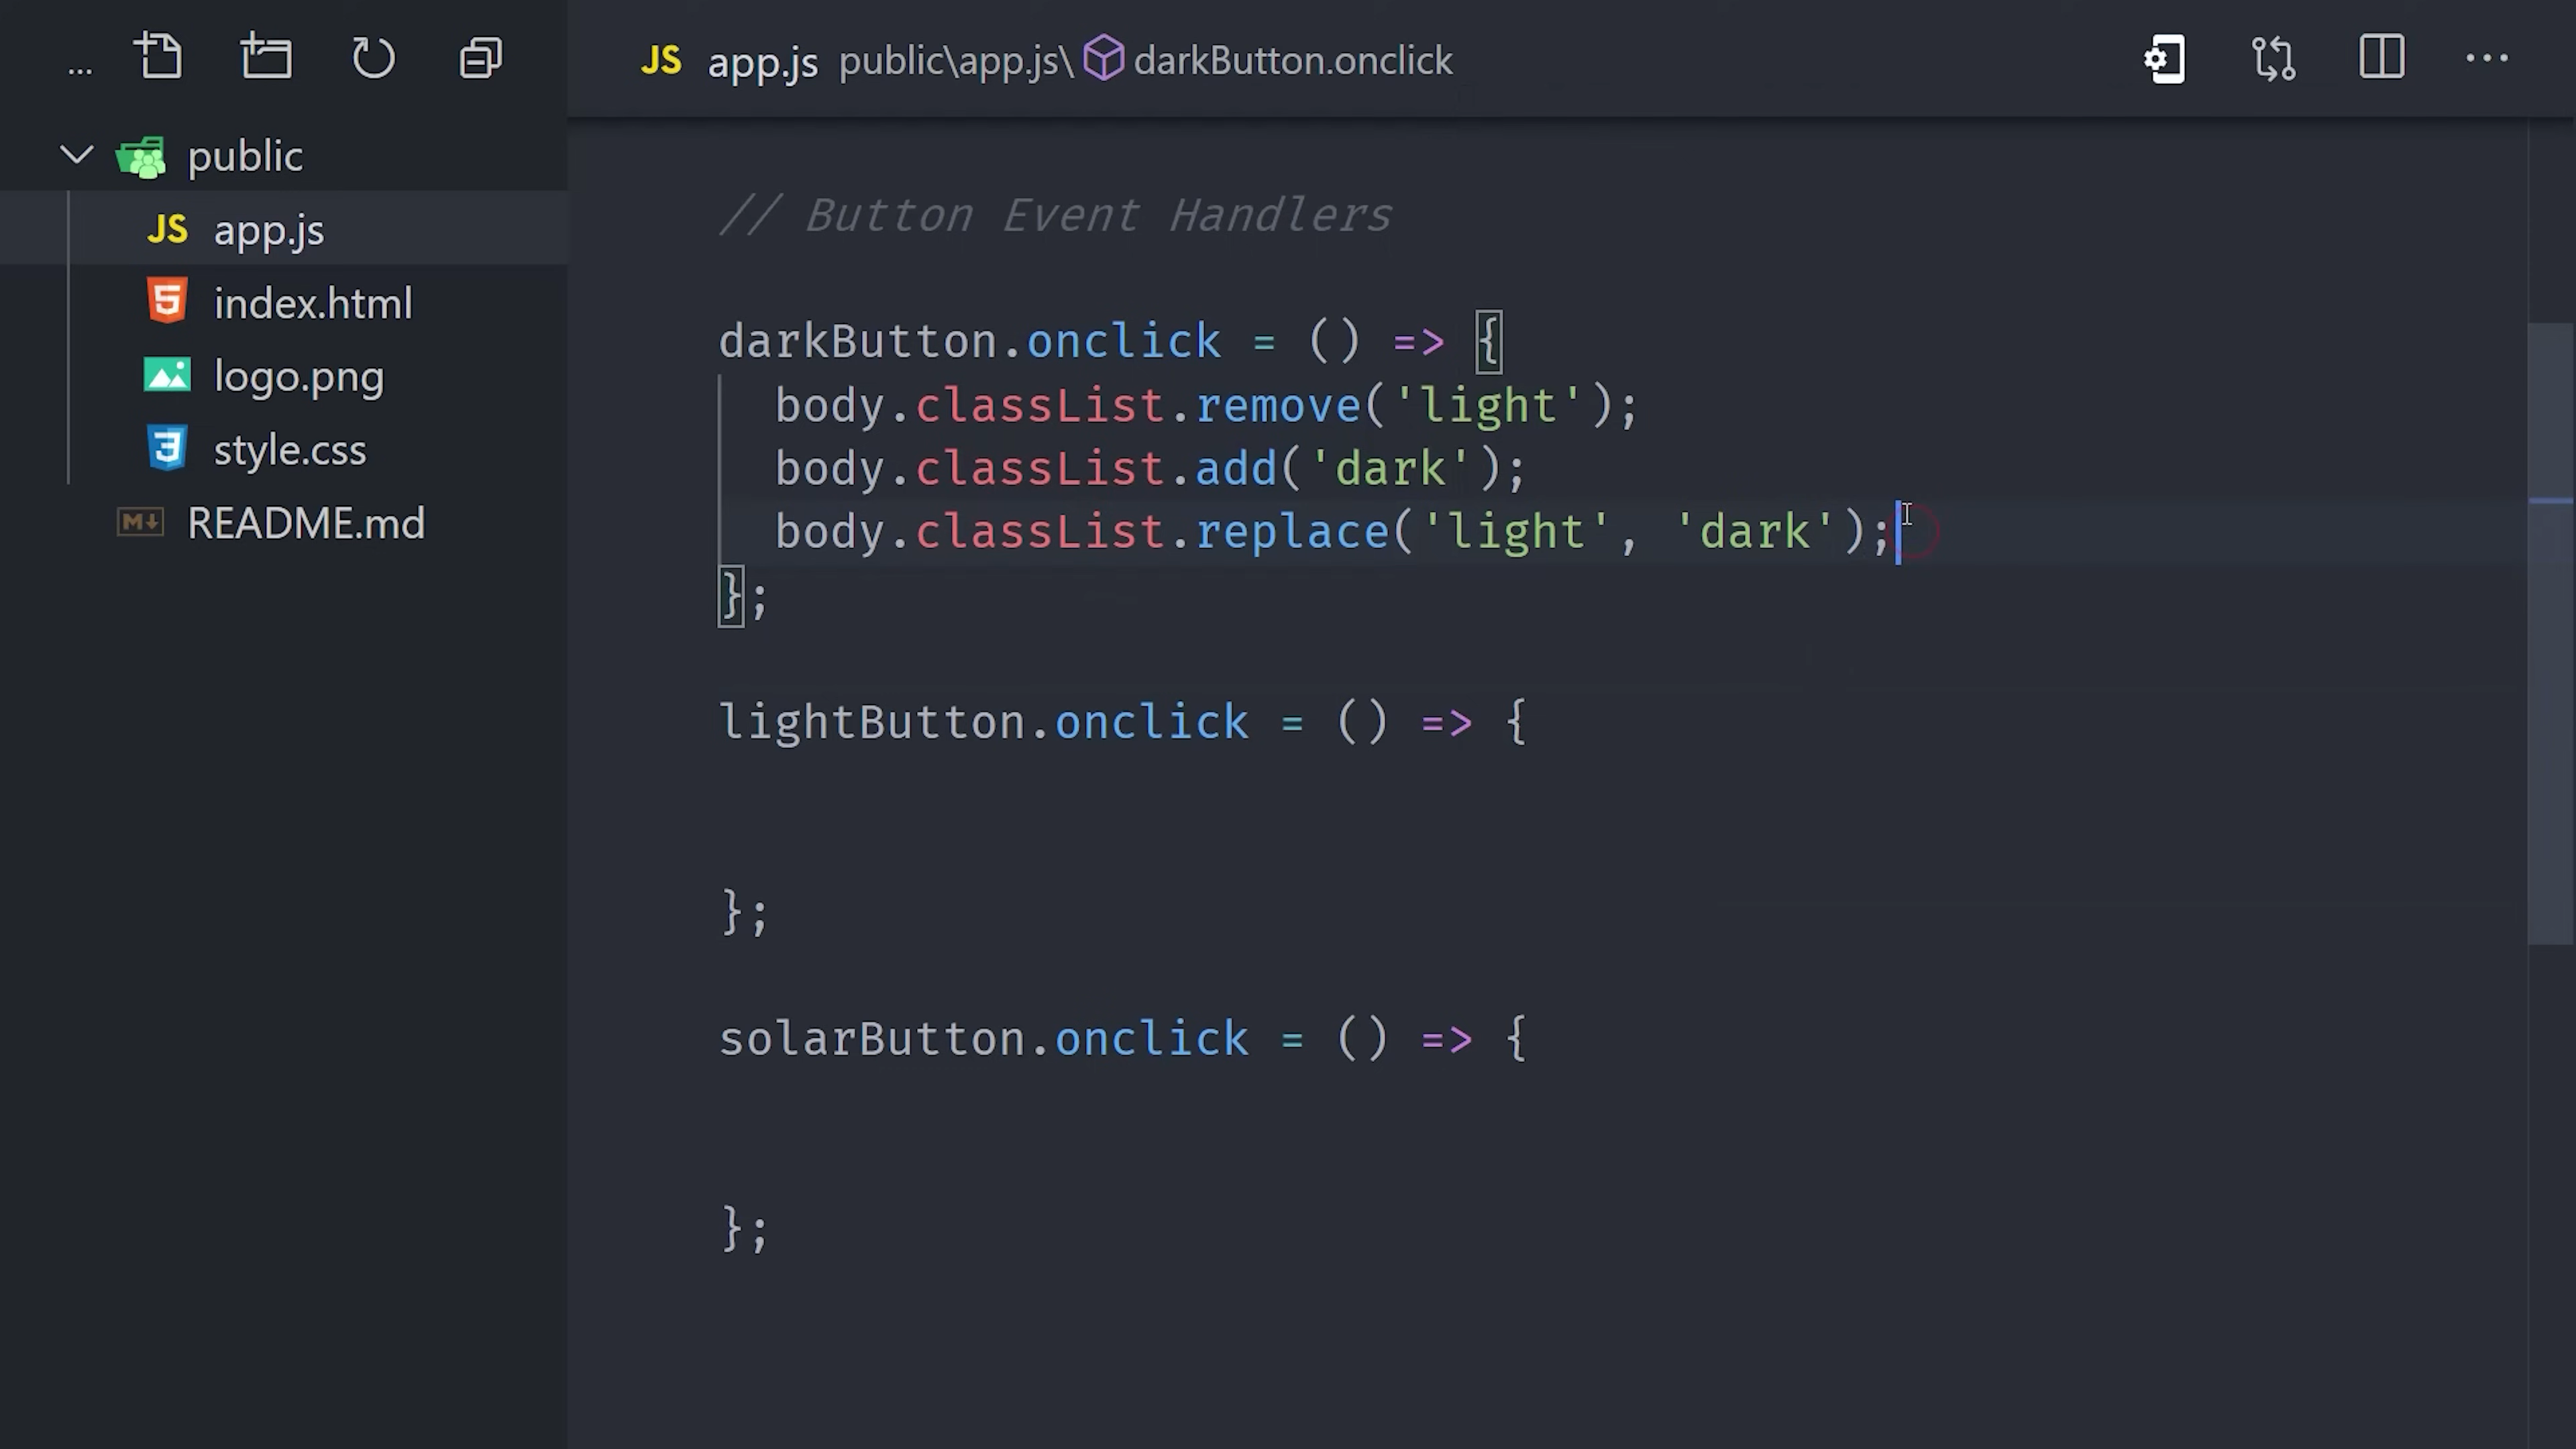 ...
JS app.js public\app.js\ darkButton.onclick
public
JS app.js
index.html
logo.png
style.css
README.md
// Button Event Handlers
darkButton.onclick = () => {
body.classList.remove('light');
body.classList.add('dark');
body.classList.replace('light', 'dark');
};
lightButton.onclick = () => {
};
solarButton.onclick = () => {
};